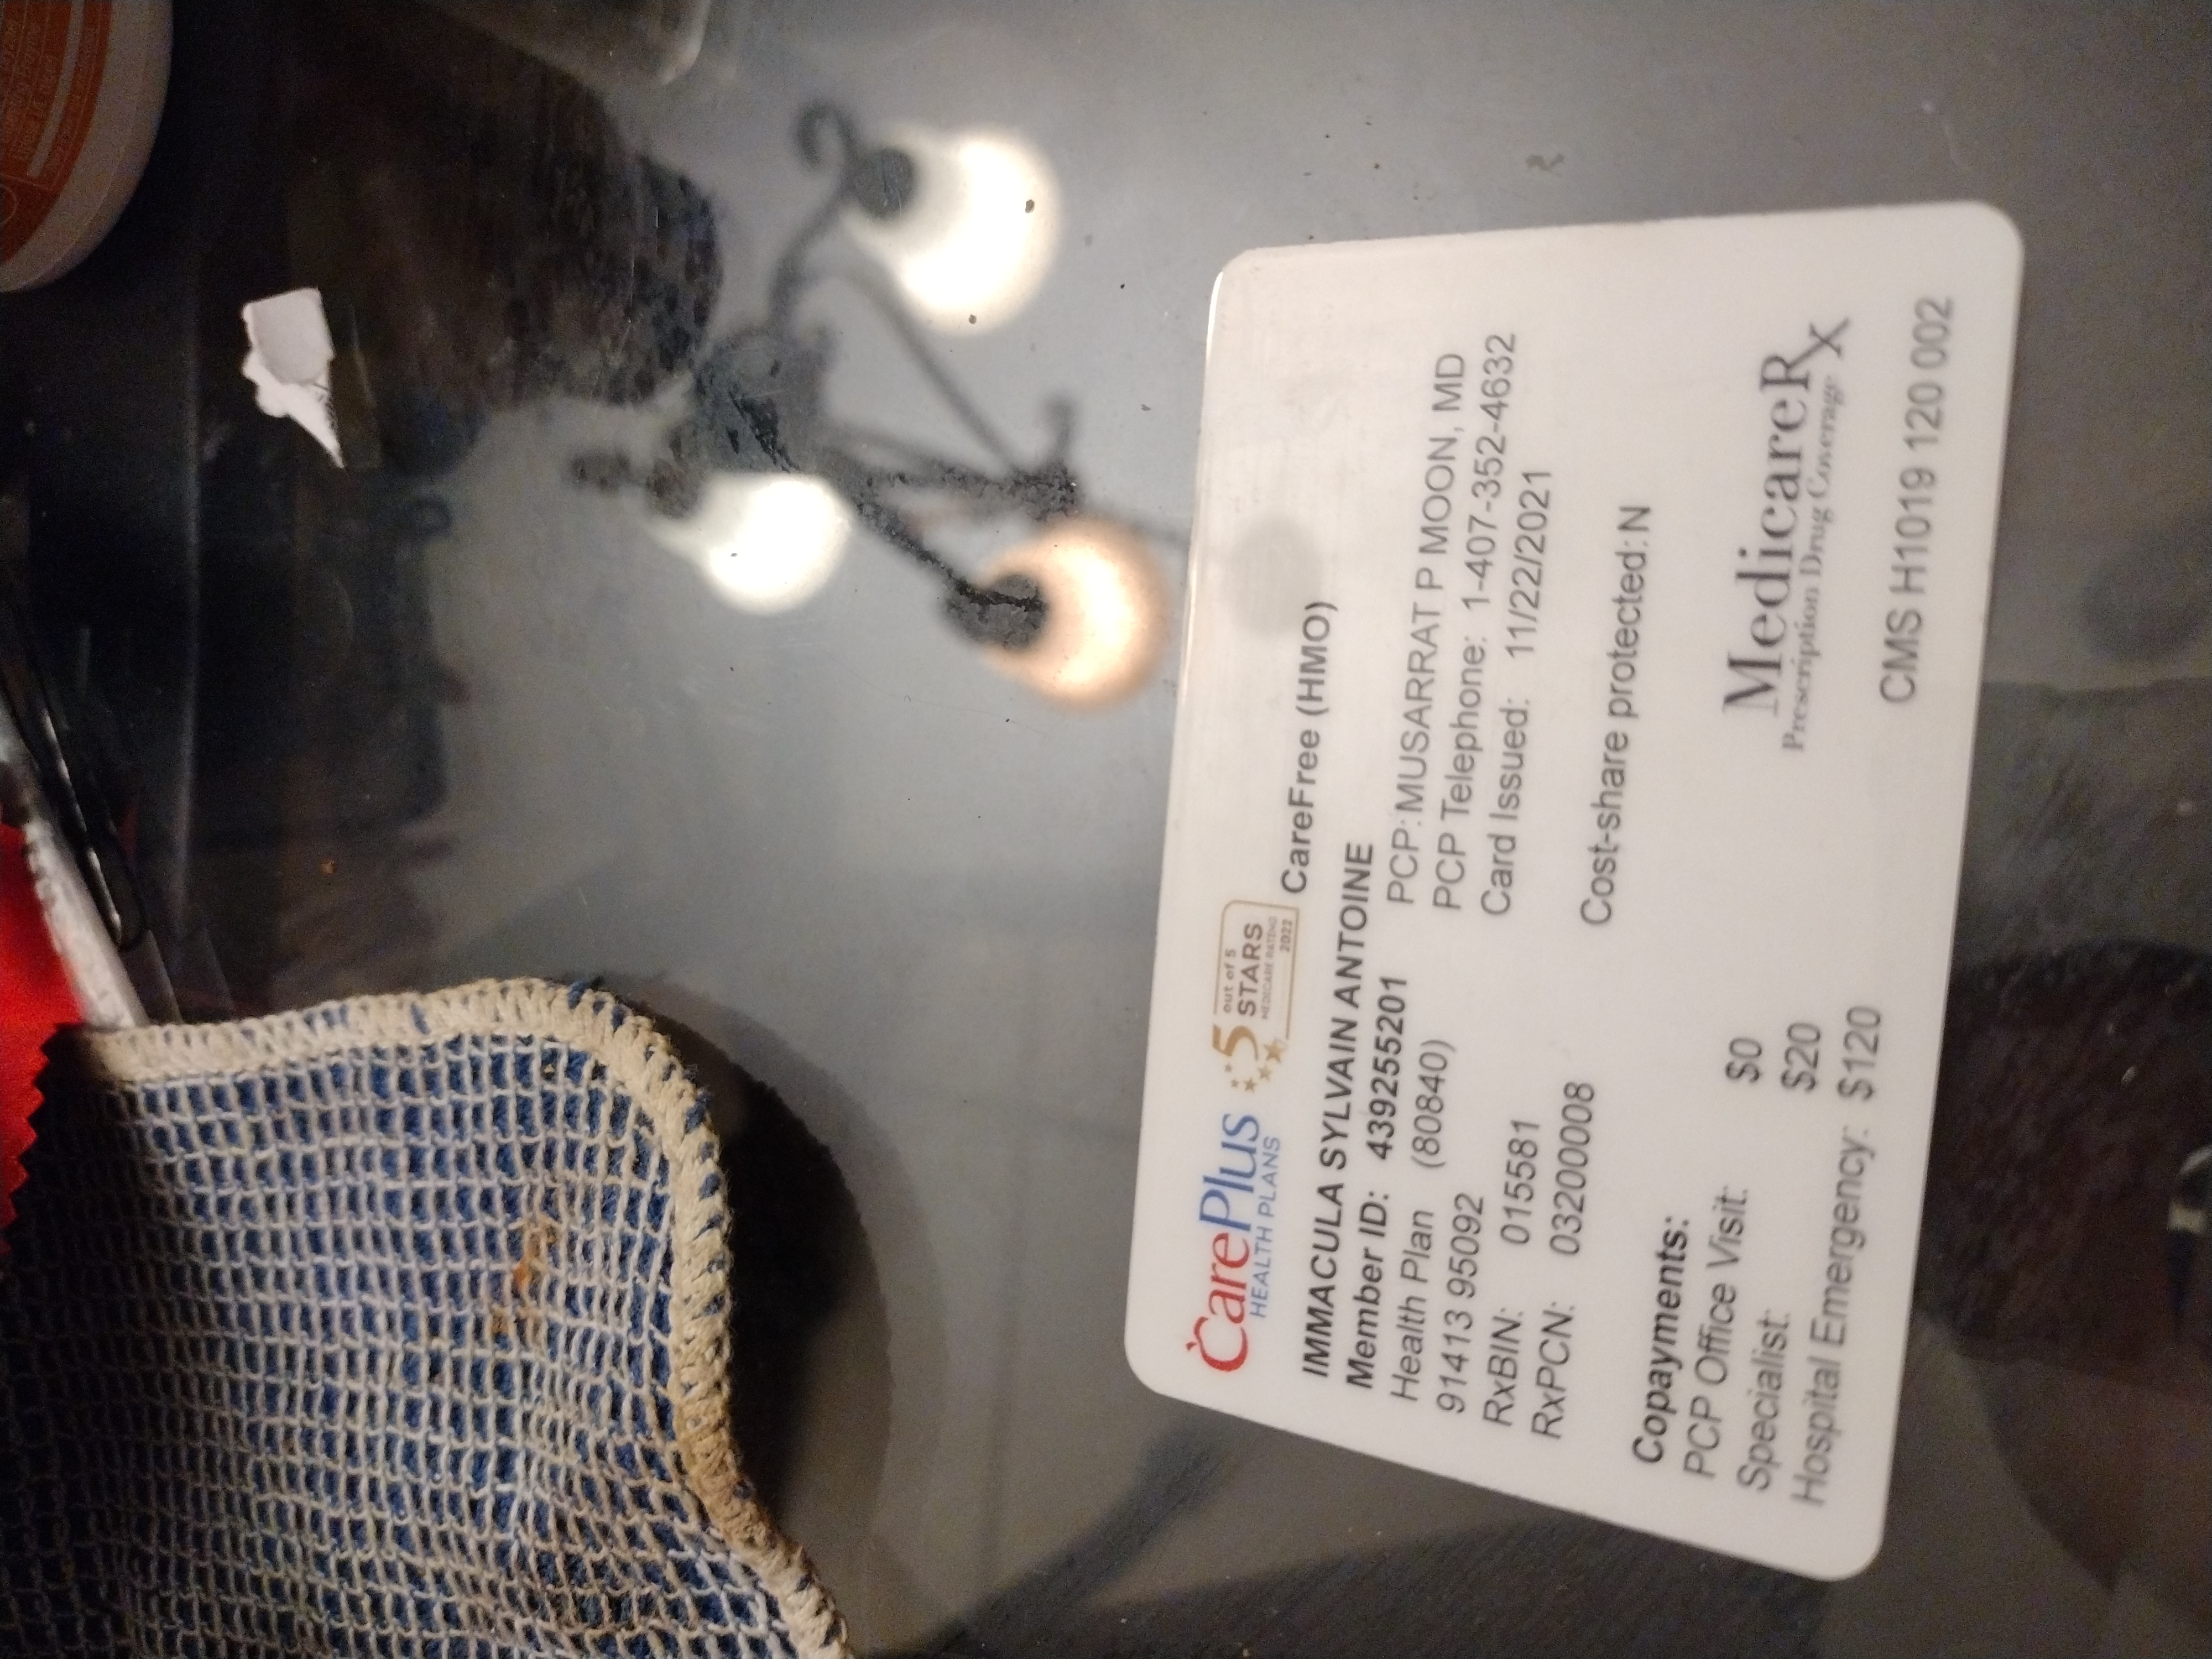 CarePlus
HEALTH PLANS
5 out of 5
STARS
MEDICARE RATING
2022
CareFree (HMO)
IMMACULA SYLVAIN ANTOINE
Member ID: 439255201
Health Plan (80840)
91413 95092
RxBIN: 015581
RxPCN: 03200008
PCP: MUSARRAT P MOON, MD
PCP Telephone: 1-407-352-4632
Card Issued: 11/22/2021
Cost-share protected: N
Copayments:
PCP Office Visit: $0
Specialist: $20
Hospital Emergency: $120
MedicareRx
Prescription Drug Coverage
CMS H1019 120 002